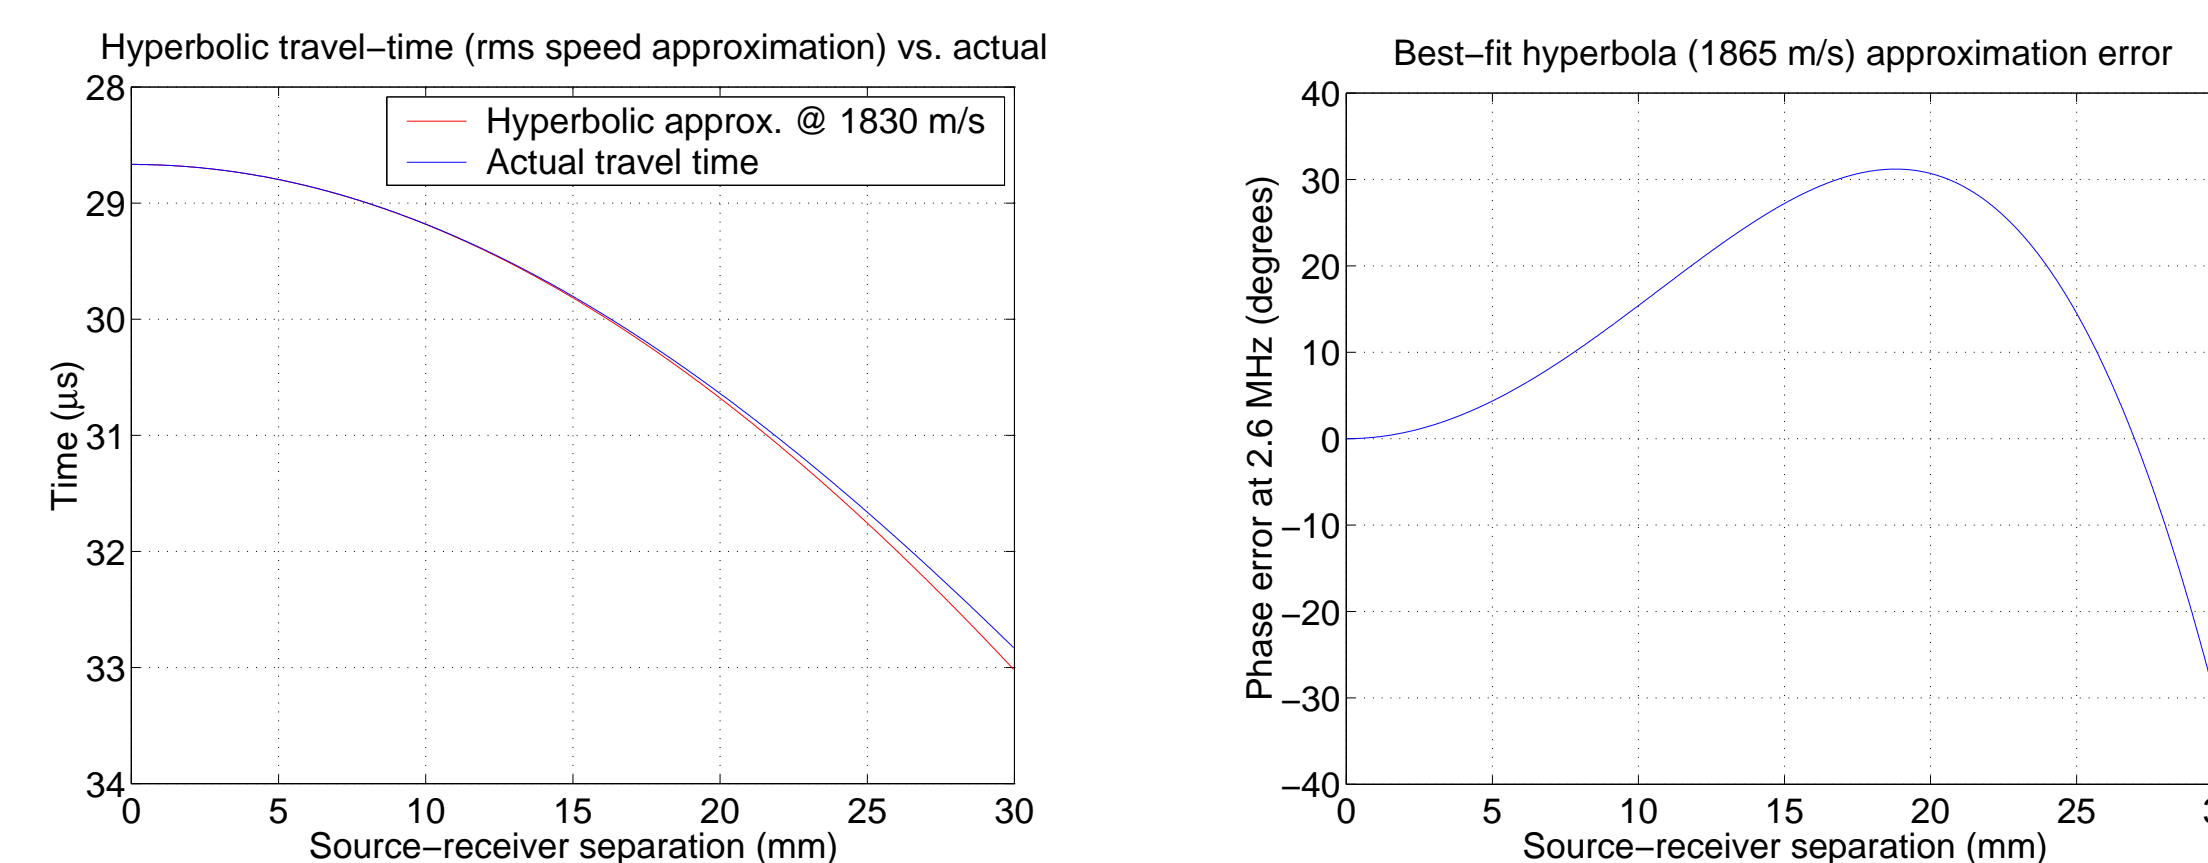 Hyperbolic travel−time (rms speed approximation) vs. actual
28
29
30
31
32
33
34
Time (μs)
Hyperbolic approx. @ 1830 m/s
Actual travel time
0 5 10 15 20 25 30
Source−receiver separation (mm)
Best−fit hyperbola (1865 m/s) approximation error
40
30
20
10
0
−10
−20
−30
−40
Phase error at 2.6 MHz (degrees)
0 5 10 15 20 25
Source−receiver separation (mm)